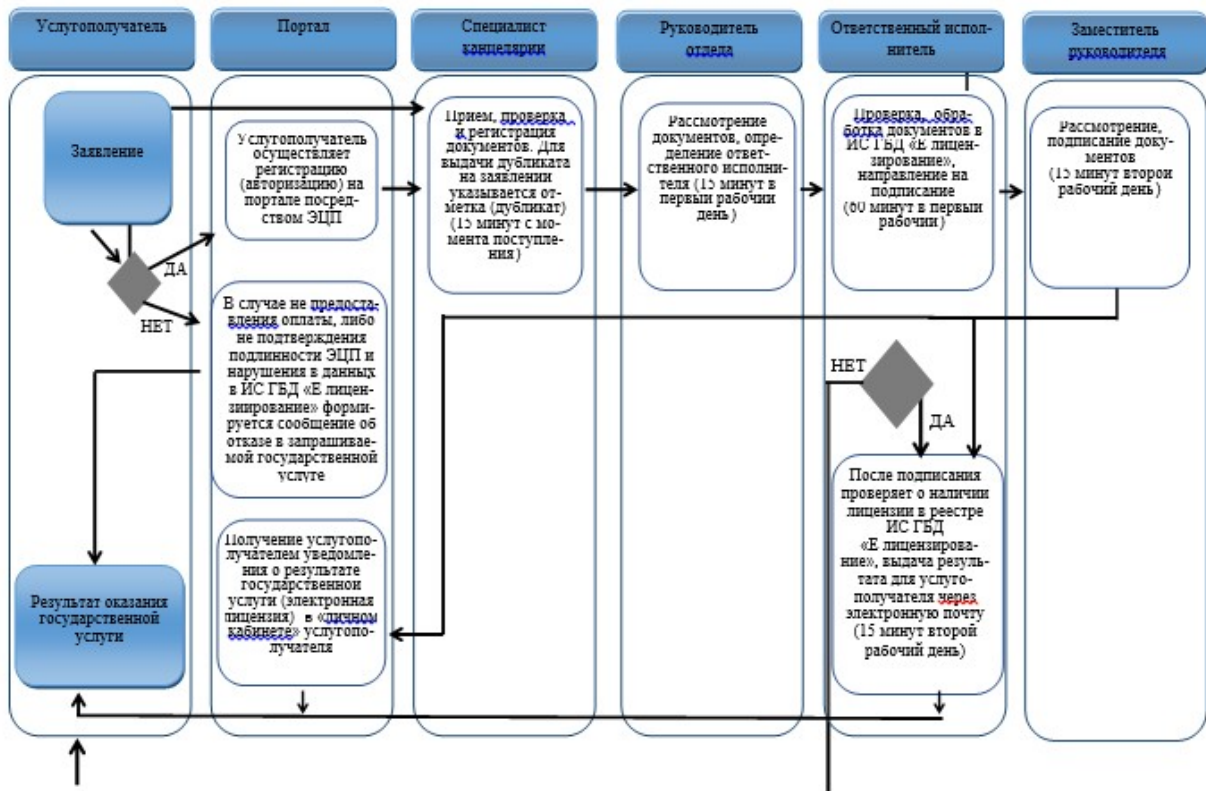 Услугополучатель
Портал
Специалист
канцелярии
Руководитель
отдела
Ответственный испол-
нитель
Заместитель
руководителя
Заявление
ДА
НЕТ
Результат оказания
государственной
услуги
Услугополучатель
осуществляет
регистрацию
(авторизацию) на
портале посред-
ством ЭЦП
В случае не предоста-
вления оплаты, либо
не подтверждения
подлинности ЭЦП и
нарушения в данных
в ИС ГБД «Е лицен-
зиирование» форми-
руется сообщение об
отказе в запрашивае-
мой государственной
услуге
Получение услугопо-
лучателем уведомле-
ния о результате
государственной
услуги (электронная
лицензия) в «личном
кабинете» услугопо-
лучателя
Прием, проверка
и регистрация
документов. Для
выдачи дубликата
на заявлении
указывается от-
метка (дубликат)
(15 минут с мо-
мента поступле-
ния)
Рассмотрение
документов, опреде-
ление ответ-
ственного исполни-
теля (15 минут в
первый рабочий
день)
Проверка, обра-
ботка документов в
ИС ГБД «Е лицен-
зирование»,
направление на
подписание
(60 минут в первый
рабочии)
НЕТ
ДА
После подписания
проверяет о наличии
лицензии в реестре
ИС ГБД
«Е лицензирова-
ние», выдача резуль-
тата для услуго-
получателя через
электронную почту
(15 минут второй
рабочий день)
Рассмотрение,
подписание доку-
ментов
(15 минут второй
рабочий день)